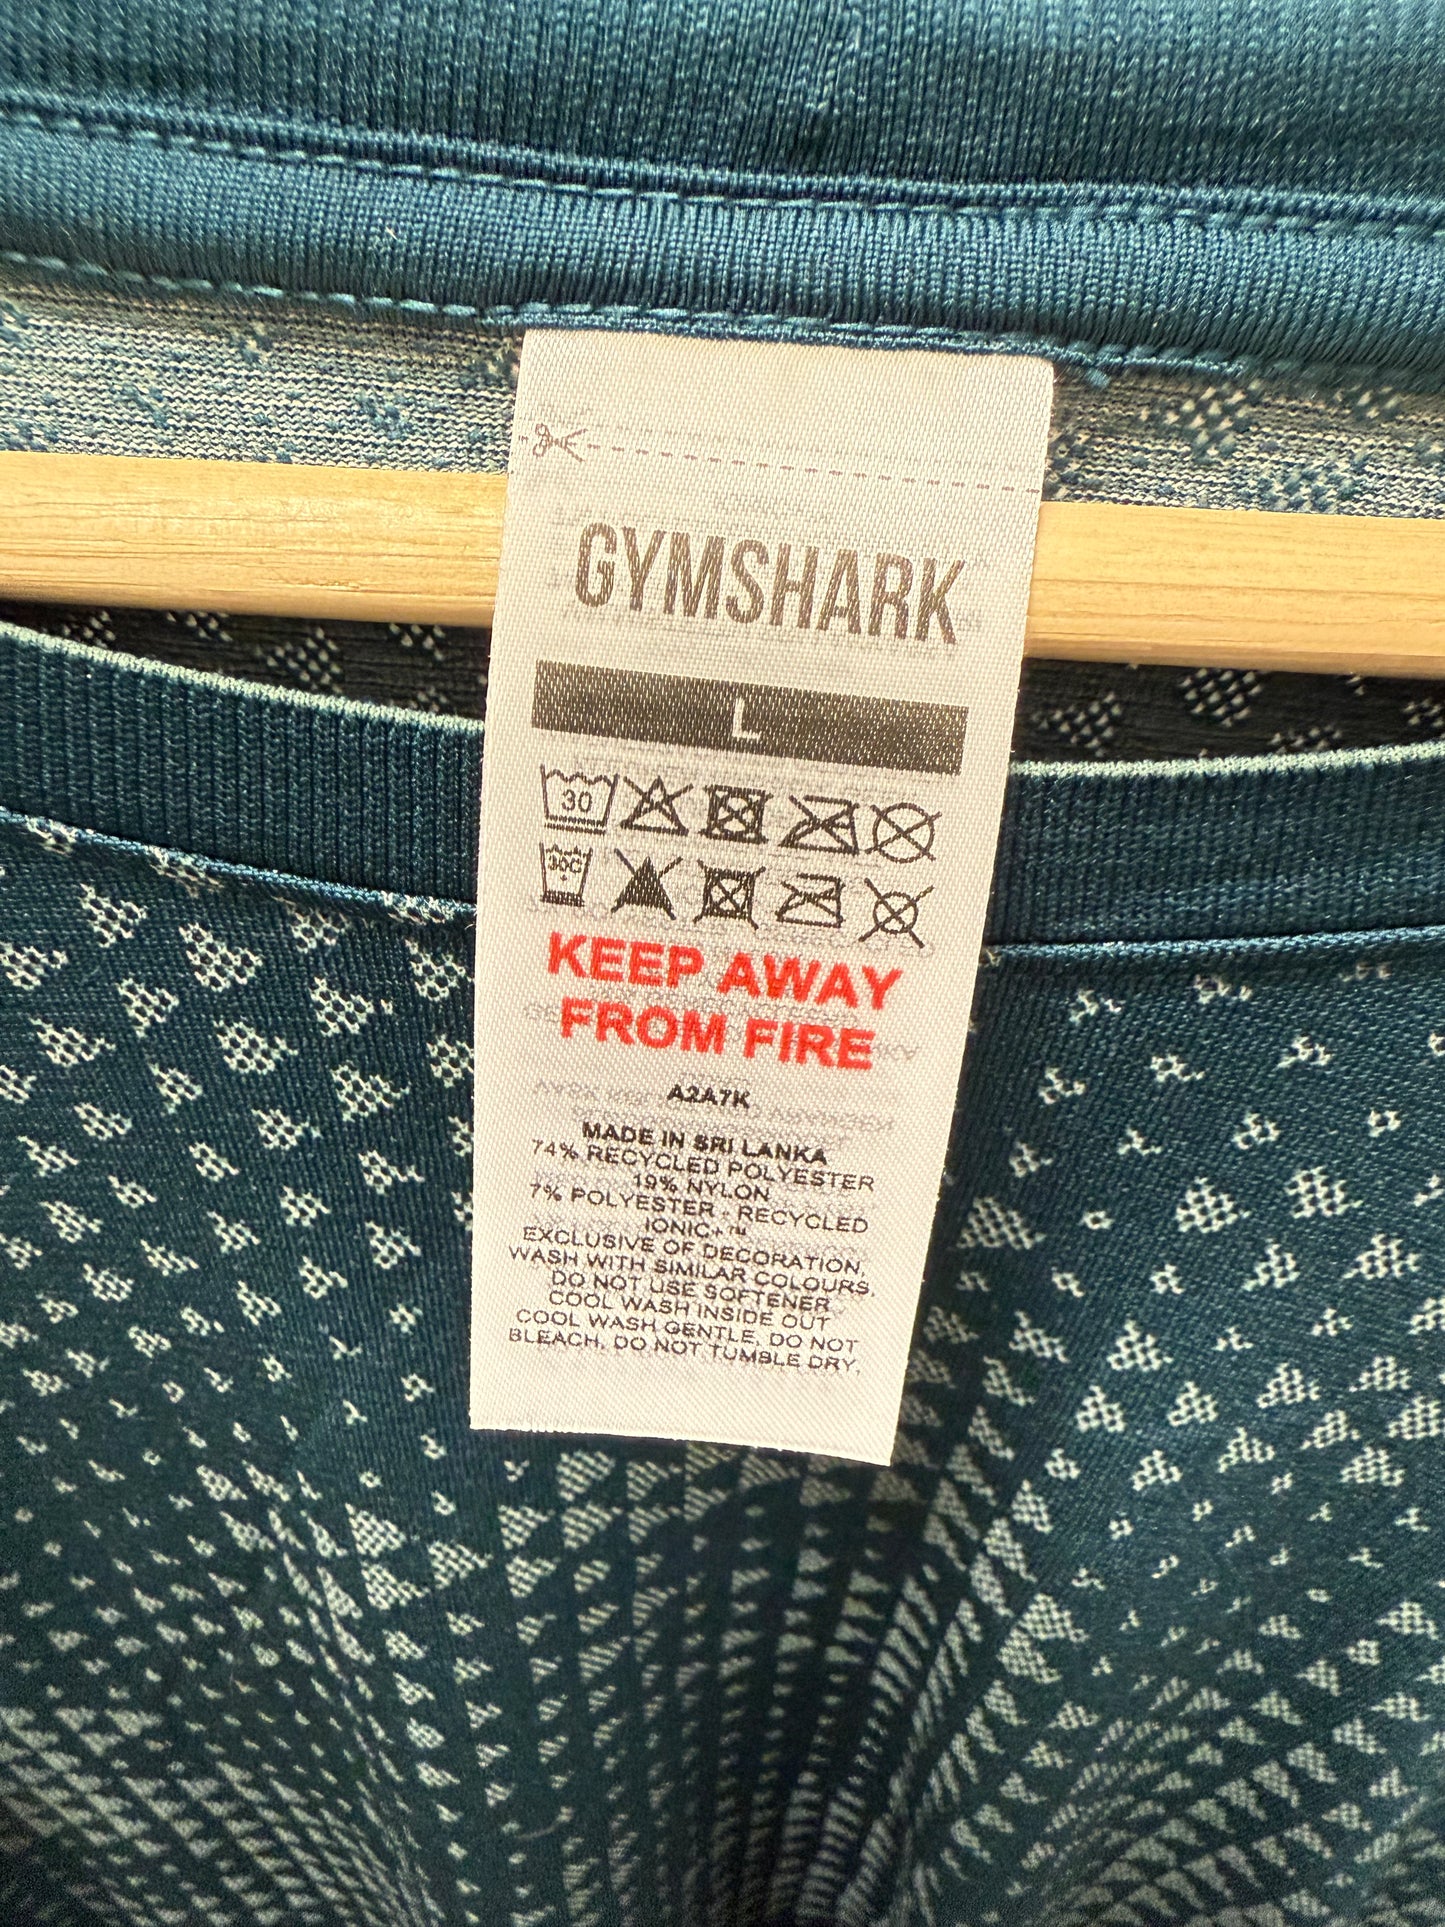 GYMSHARK
L
30
30C
KEEP AWAY
FROM FIRE
A2A7K
MADE IN SRI LANKA
74% RECYCLED POLYESTER
19% NYLON
7% POLYESTER - RECYCLED
IONIC+™
EXCLUSIVE OF DECORATION,
WASH WITH SIMILAR COLOURS,
DO NOT USE SOFTENER
COOL WASH INSIDE OUT
COOL WASH GENTLE, DO NOT
BLEACH, DO NOT TUMBLE DRY,